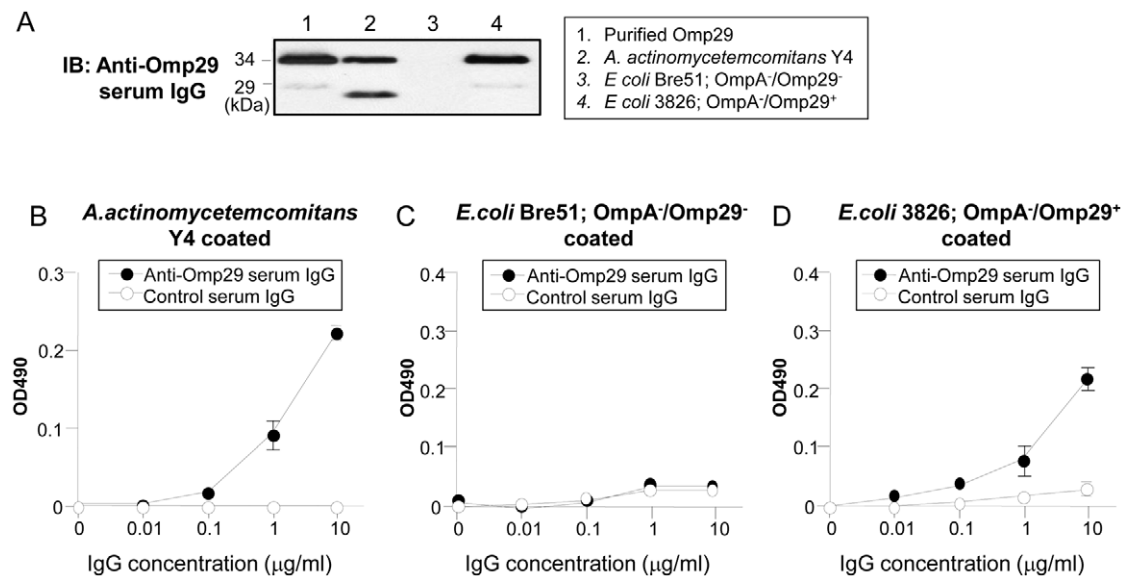 A
1 2 3 4
IB: Anti-Omp29
serum IgG
34
29
(kDa)
1. Purified Omp29
2. A. actinomycetemcomitans Y4
3. E coli Bre51; OmpA⁻/Omp29⁻
4. E coli 3826; OmpA⁻/Omp29⁺
B
A.actinomycetemcomitans
Y4 coated
Anti-Omp29 serum IgG
Control serum IgG
0.3
0.2
0.1
0
OD490
0 0.01 0.1 1 10
IgG concentration (µg/ml)
C
E.coli Bre51; OmpA⁻/Omp29⁻
coated
Anti-Omp29 serum IgG
Control serum IgG
0.4
0.3
0.2
0.1
0
OD490
0 0.01 0.1 1 10
IgG concentration (µg/ml)
D
E.coli 3826; OmpA⁻/Omp29⁺
coated
Anti-Omp29 serum IgG
Control serum IgG
0.4
0.3
0.2
0.1
0
OD490
0 0.01 0.1 1 10
IgG concentration (µg/ml)